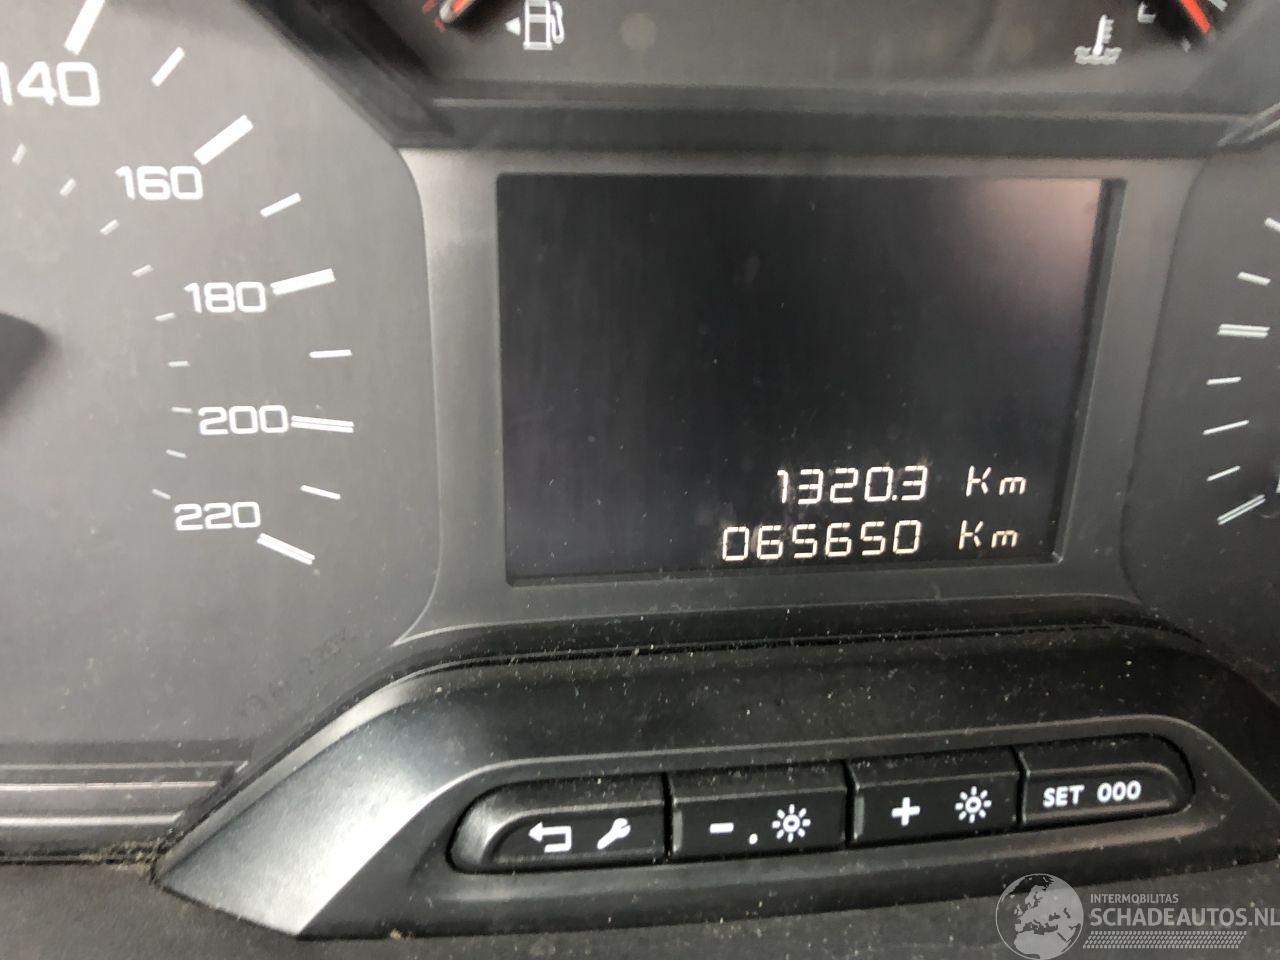 140
160
180
200
220
1320.3 Km
065650 Km
- .
+
SET 000
INTERMOBILITAS
SCHADEAUTOS.NL